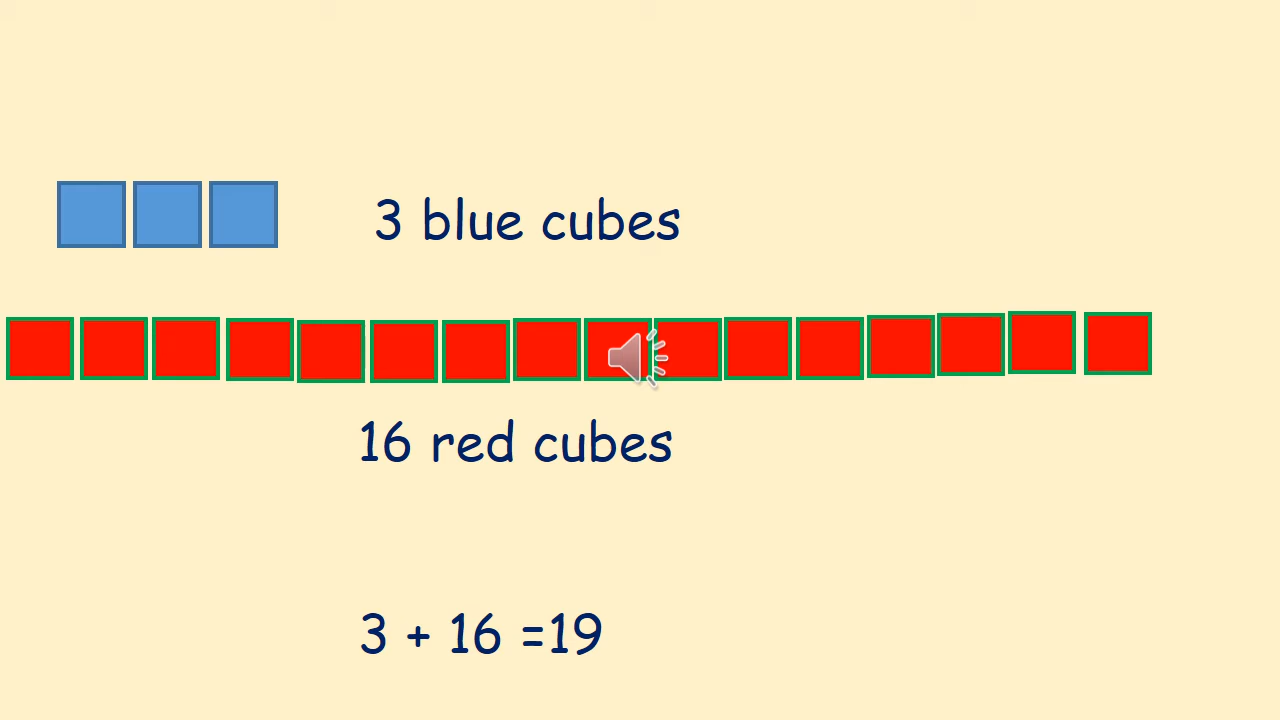 3 blue cubes
16 red cubes
3 + 16 =19